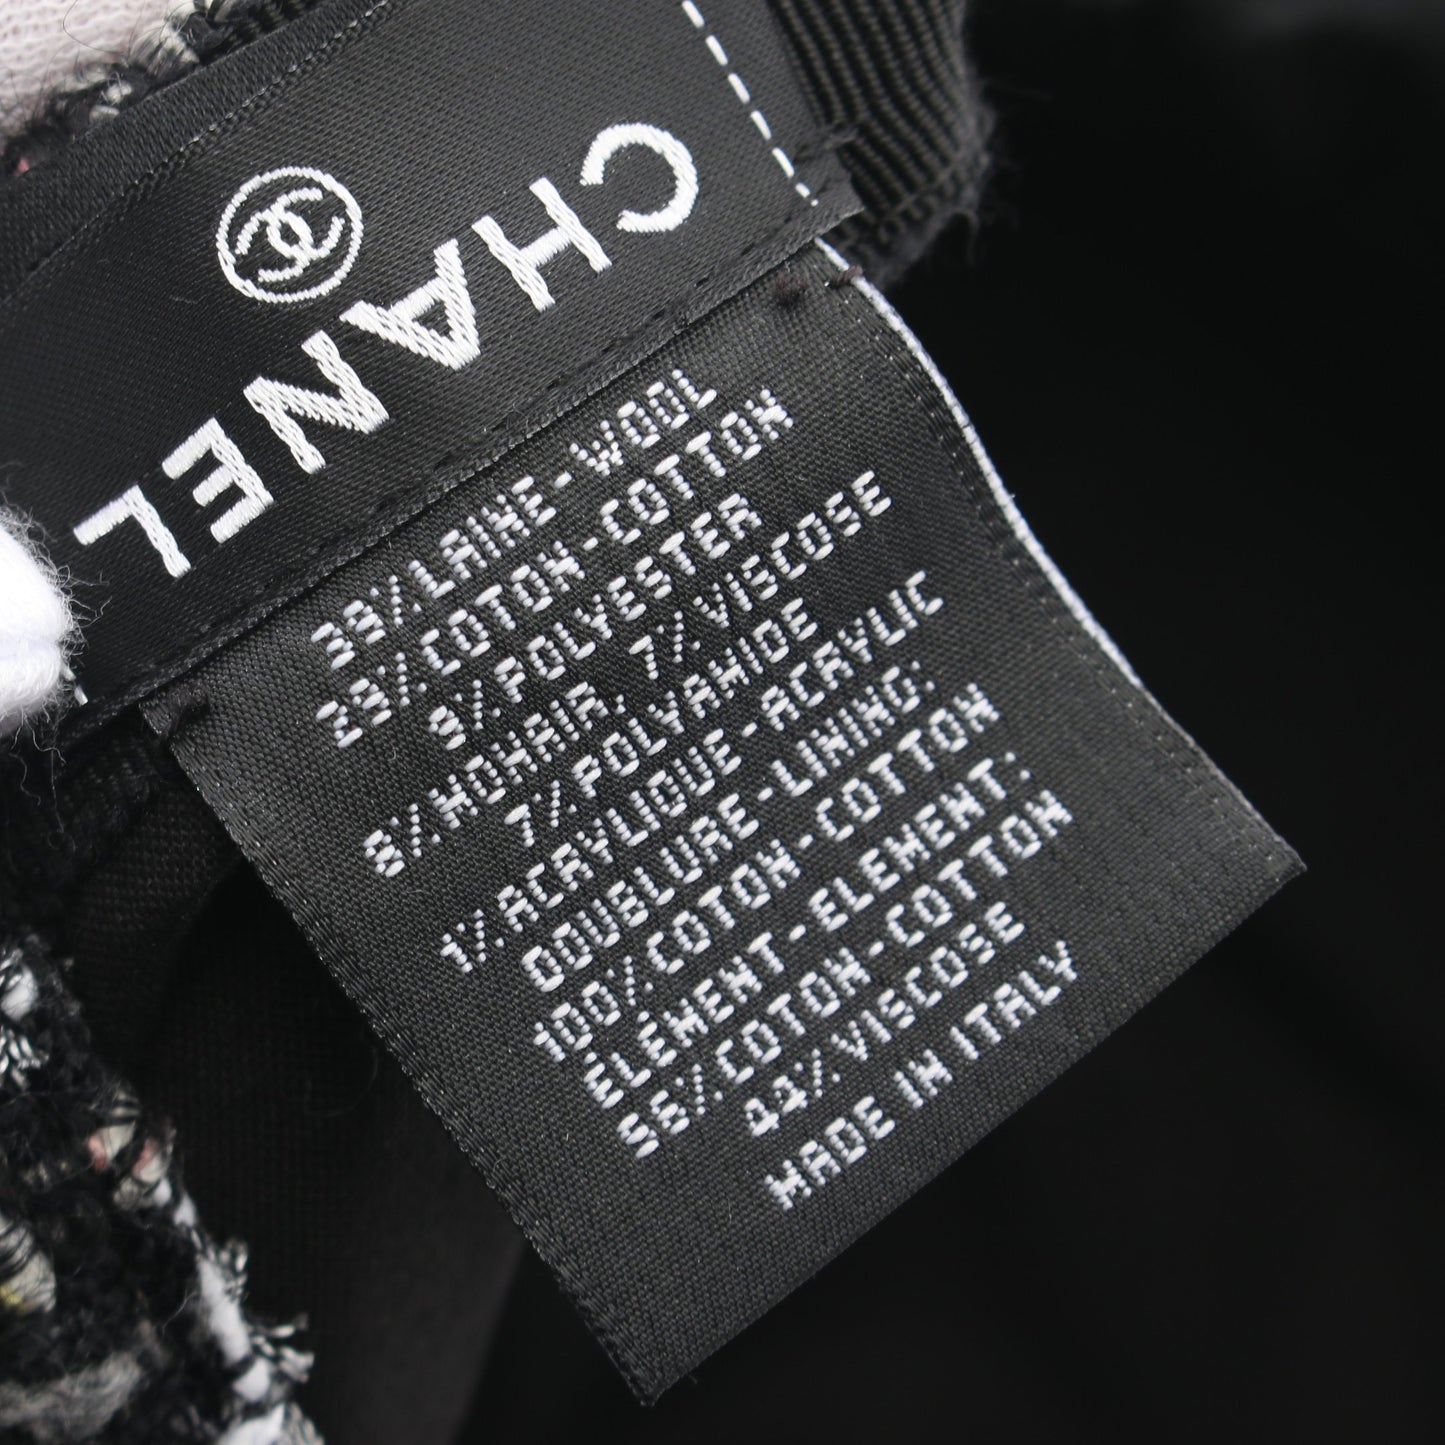 CHANEL
39% LAINE-WOOL
29% COTON-COTTON
9% POLYESTER
8% MOHAIR, 7% VISCOSE
7% POLYAMIDE
1% ACRYLIQUE-ACRYLIC
DOUBLURE-LINING:
100% COTON-COTTON
ELEMENT-ELEMENT:
56% COTON-COTTON
44% VISCOSE
MADE IN ITALY